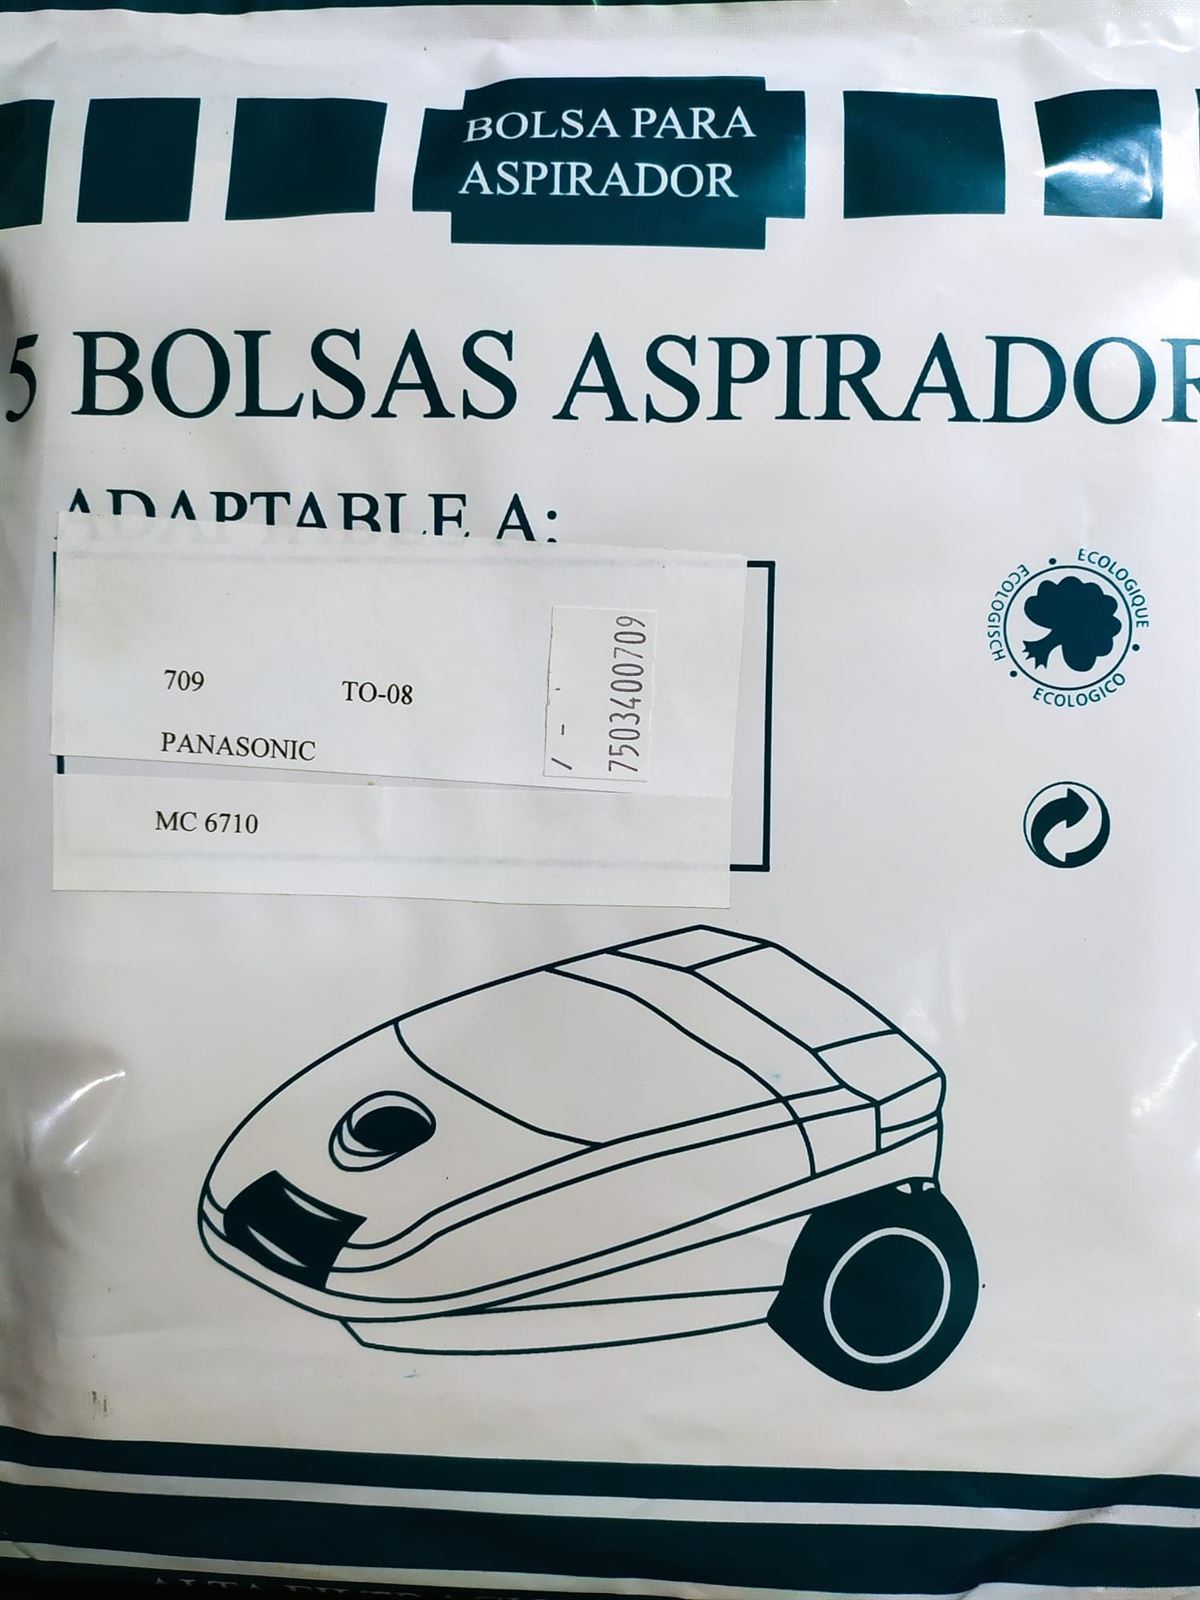 BOLSA PARA
ASPIRADOR
5 BOLSAS ASPIRADOR
ADAPTABLE A:
709 TO-08
PANASONIC
MC 6710
/ -
7503400709
ECOLOGISCH • ECOLOGIQUE • ECOLOGICO •